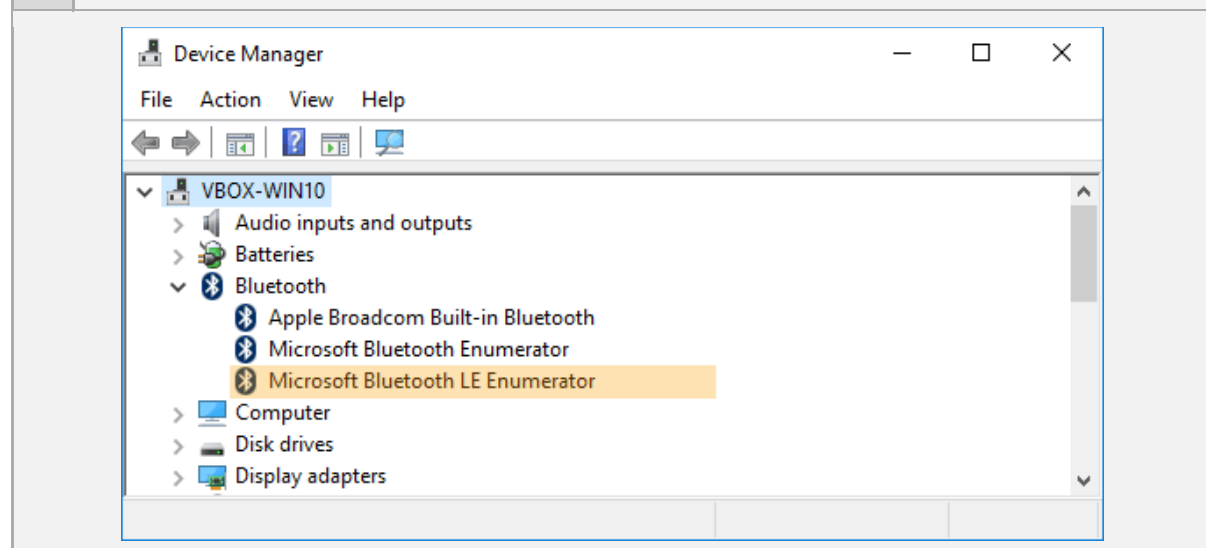 Device Manager
File Action View Help
VBOX-WIN10
Audio inputs and outputs
Batteries
Bluetooth
Apple Broadcom Built-in Bluetooth
Microsoft Bluetooth Enumerator
Microsoft Bluetooth LE Enumerator
Computer
Disk drives
Display adapters